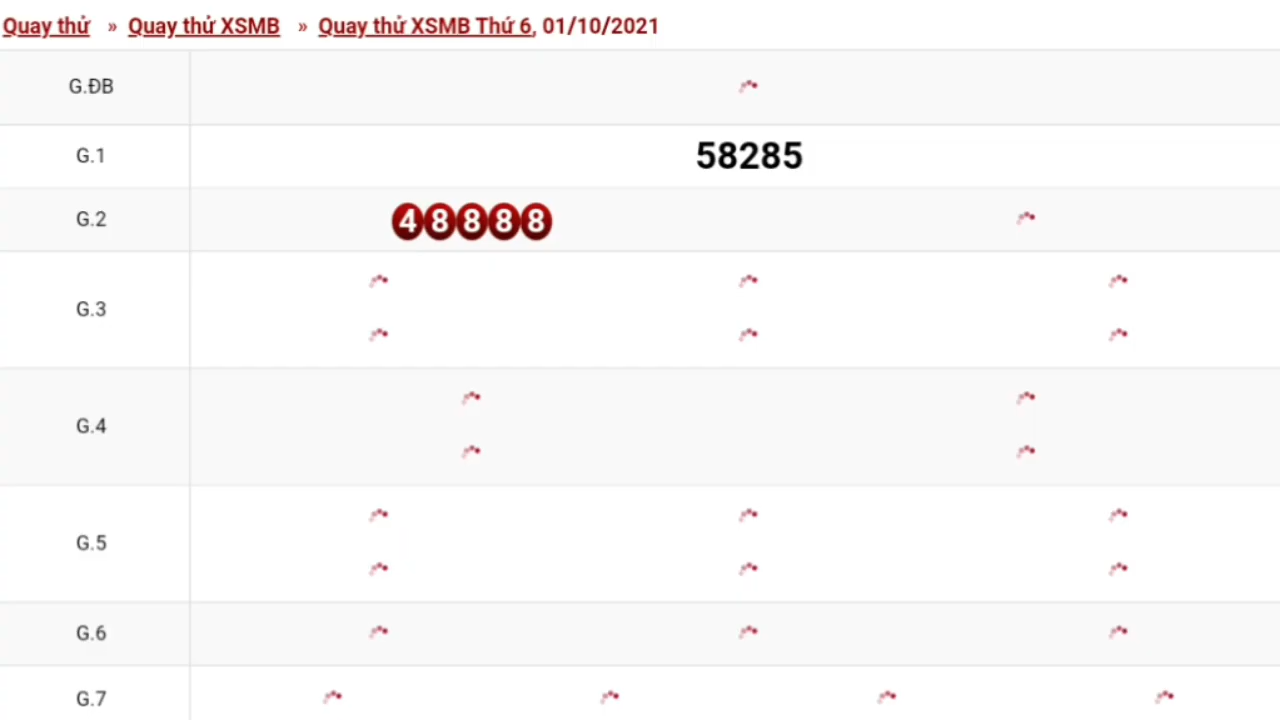 Quay thử » Quay thử XSMB » Quay thử XSMB Thứ 6, 01/10/2021
G.ĐB
G.1 58285
G.2 48888
G.3
G.4
G.5
G.6
G.7